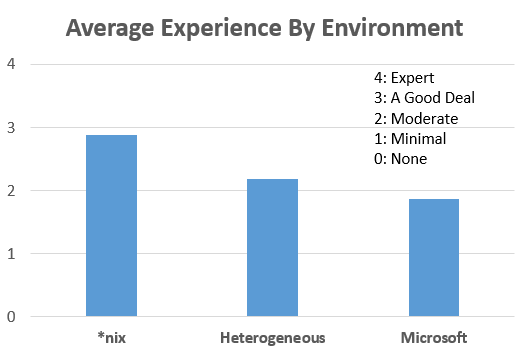 Average Experience By Environment
4
4: Expert
3: A Good Deal
2: Moderate
1: Minimal
0: None
3
2
1
0
*nix
Heterogeneous
Microsoft